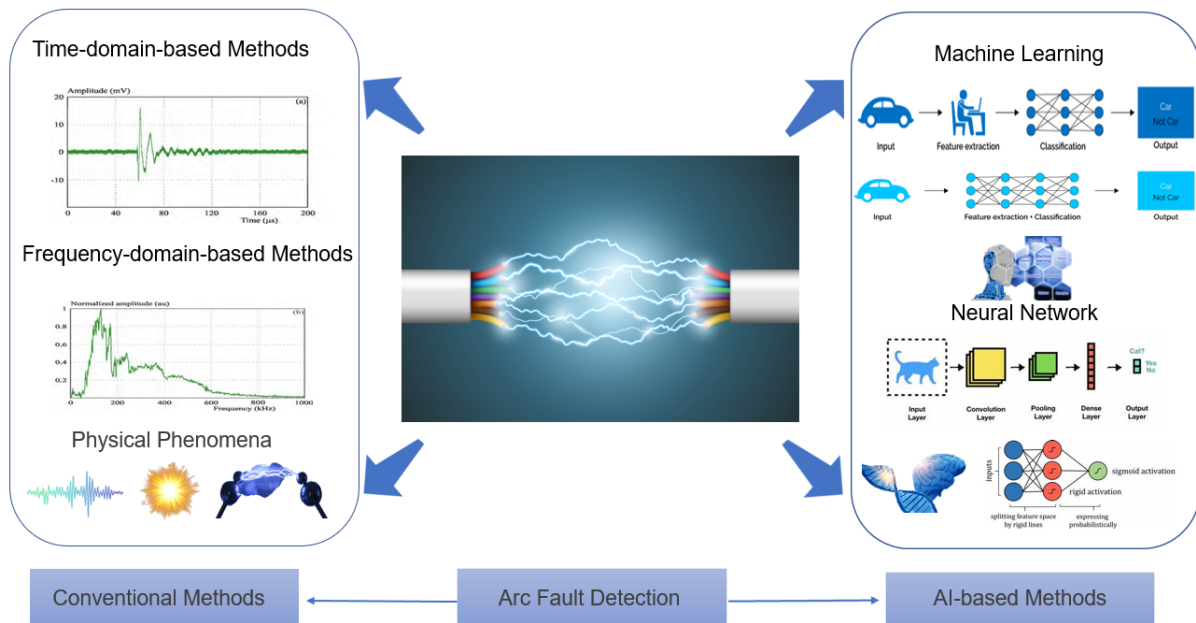 Time-domain-based Methods
Amplitude (mV)
(a)
20
10
0
-10
0 40 80 120 160 200
Time (µs)
Frequency-domain-based Methods
Normalized amplitude (au)
(b)
1
0.8
0.6
0.4
0.2
0 200 400 600 800 1000
Frequency (kHz)
Physical Phenomena
Machine Learning
Car
Not Car
Input
Feature extraction
Classification
Output
Car
Not Car
Input
Feature extraction + Classification
Output
Neural Network
Cat?
Yes
No
Input
Layer
Convolution
Layer
Pooling
Layer
Dense
Layer
Output
Layer
inputs
sigmoid activation
rigid activation
splitting feature space
by rigid lines
expressing
probabilistically
Conventional Methods
Arc Fault Detection
AI-based Methods